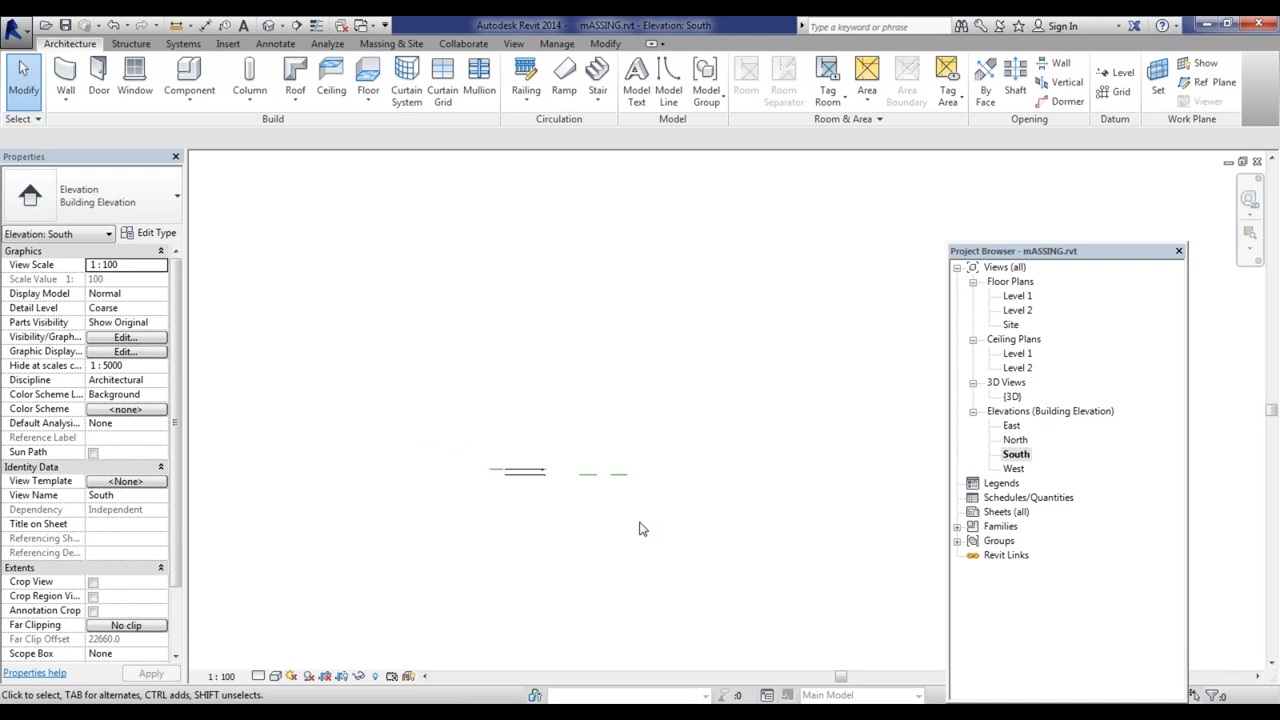 Autodesk Revit 2014 - mASSING.rvt - Elevation: South
Type a keyword or phrase
Sign In
Architecture Structure Systems Insert Annotate Analyze Massing & Site Collaborate View Manage Modify
Modify
Wall
Door
Window
Component
Column
Roof
Ceiling
Floor
Curtain System
Curtain Grid
Mullion
Railing
Ramp
Stair
Model Text
Model Line
Model Group
Room
Room Separator
Tag Room
Area
Area Boundary
Tag Area
By Face
Shaft
Wall
Vertical
Dormer
Level
Grid
Set
Show
Ref Plane
Viewer
Select
Build
Circulation
Model
Room & Area
Opening
Datum
Work Plane
Properties
Elevation
Building Elevation
Elevation: South
Edit Type
Graphics
View Scale 1 : 100
Scale Value 1: 100
Display Model Normal
Detail Level Coarse
Parts Visibility Show Original
Visibility/Graph... Edit...
Graphic Display... Edit...
Hide at scales c... 1 : 5000
Discipline Architectural
Color Scheme L... Background
Color Scheme <none>
Default Analysi... None
Reference Label
Sun Path
Identity Data
View Template <None>
View Name South
Dependency Independent
Title on Sheet
Referencing Sh...
Referencing De...
Extents
Crop View
Crop Region Vi...
Annotation Crop
Far Clipping No clip
Far Clip Offset 22660.0
Scope Box None
Properties help
Apply
Project Browser - mASSING.rvt
Views (all)
Floor Plans
Level 1
Level 2
Site
Ceiling Plans
Level 1
Level 2
3D Views
{3D}
Elevations (Building Elevation)
East
North
South
West
Legends
Schedules/Quantities
Sheets (all)
Families
Groups
Revit Links
1 : 100
Click to select, TAB for alternates, CTRL adds, SHIFT unselects.
:0
Main Model
:0